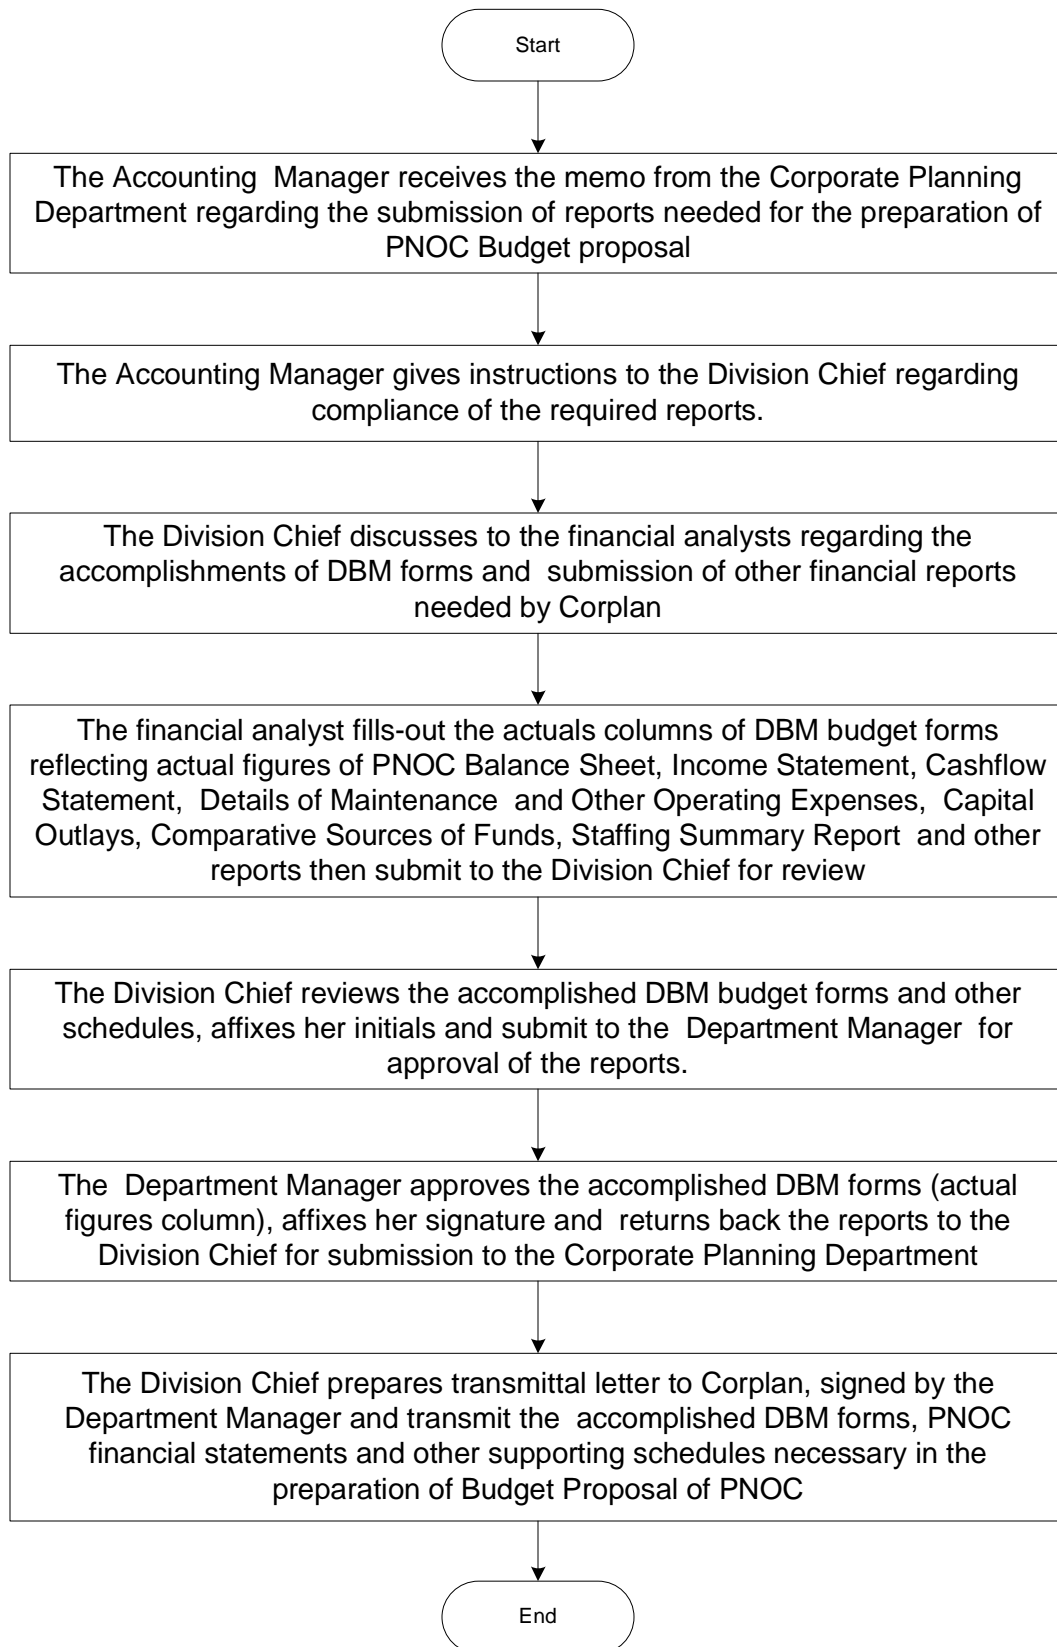 Start
The Accounting Manager receives the memo from the Corporate Planning
Department regarding the submission of reports needed for the preparation of
PNOC Budget proposal
The Accounting Manager gives instructions to the Division Chief regarding
compliance of the required reports.
The Division Chief discusses to the financial analysts regarding the
accomplishments of DBM forms and submission of other financial reports
needed by Corplan
The financial analyst fills-out the actuals columns of DBM budget forms
reflecting actual figures of PNOC Balance Sheet, Income Statement, Cashflow
Statement, Details of Maintenance and Other Operating Expenses, Capital
Outlays, Comparative Sources of Funds, Staffing Summary Report and other
reports then submit to the Division Chief for review
The Division Chief reviews the accomplished DBM budget forms and other
schedules, affixes her initials and submit to the Department Manager for
approval of the reports.
The Department Manager approves the accomplished DBM forms (actual
figures column), affixes her signature and returns back the reports to the
Division Chief for submission to the Corporate Planning Department
The Division Chief prepares transmittal letter to Corplan, signed by the
Department Manager and transmit the accomplished DBM forms, PNOC
financial statements and other supporting schedules necessary in the
preparation of Budget Proposal of PNOC
End